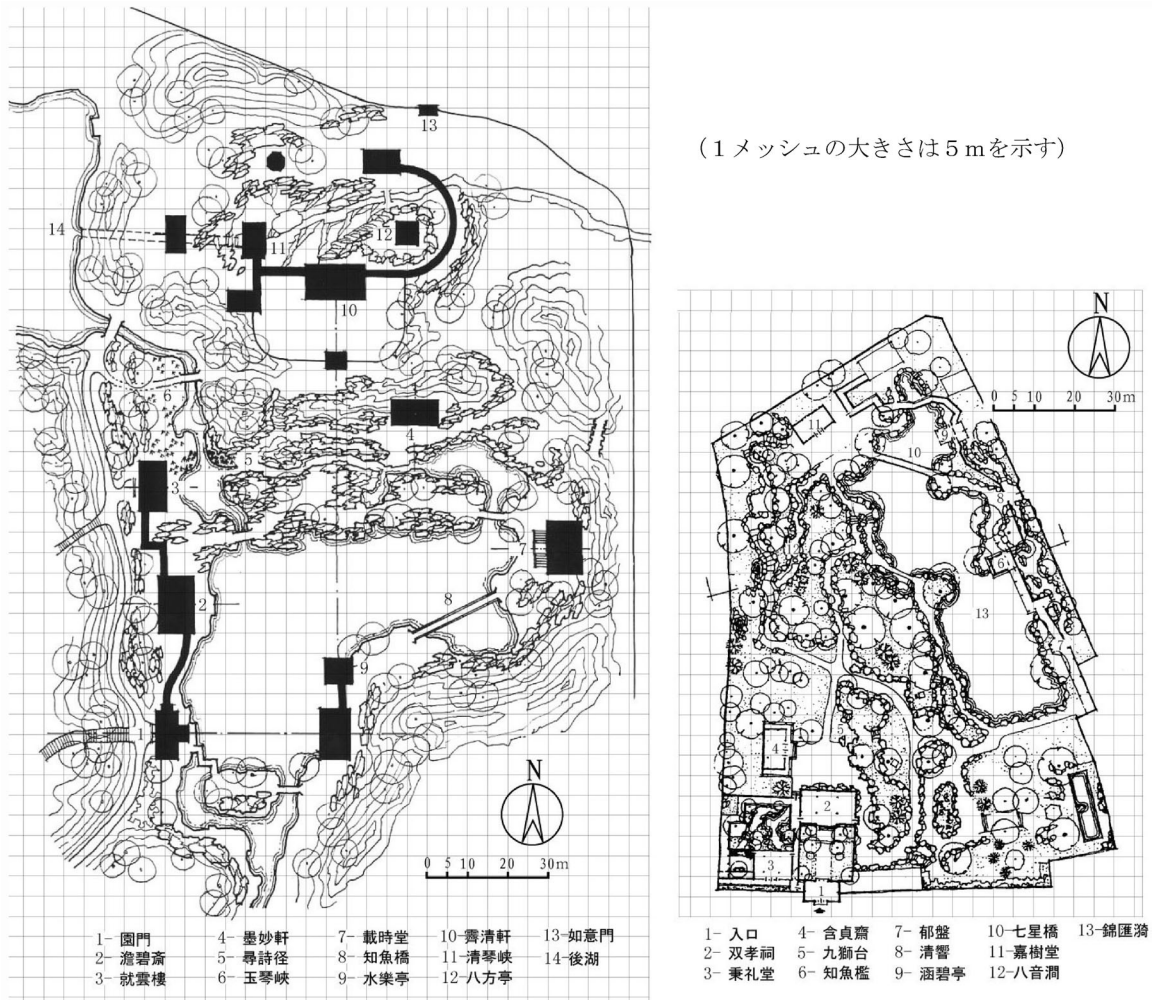 (1メッシュの大きさは5mを示す)
13
14
11
12
10
6
5
4
3
7
2
8
9
1
N
0 5 10 20 30m
1- 園門 4- 墨妙軒 7- 載時堂 10- 霽清軒 13-如意門
2- 澹碧斎 5- 尋詩径 8- 知魚橋 11- 清琴峡 14-後湖
3- 就雲樓 6- 玉琴峡 9- 水樂亭 12-八方亭
N
0 5 10 20 30m
11
10
8
6
13
4
2
3
1
1- 入口 4- 含貞齋 7- 郁盤 10-七星橋 13-錦匯漪
2- 双孝祠 5- 九獅台 8- 清響 11-嘉樹堂
3- 秉礼堂 6- 知魚檻 9- 涵碧亭 12-八音澗